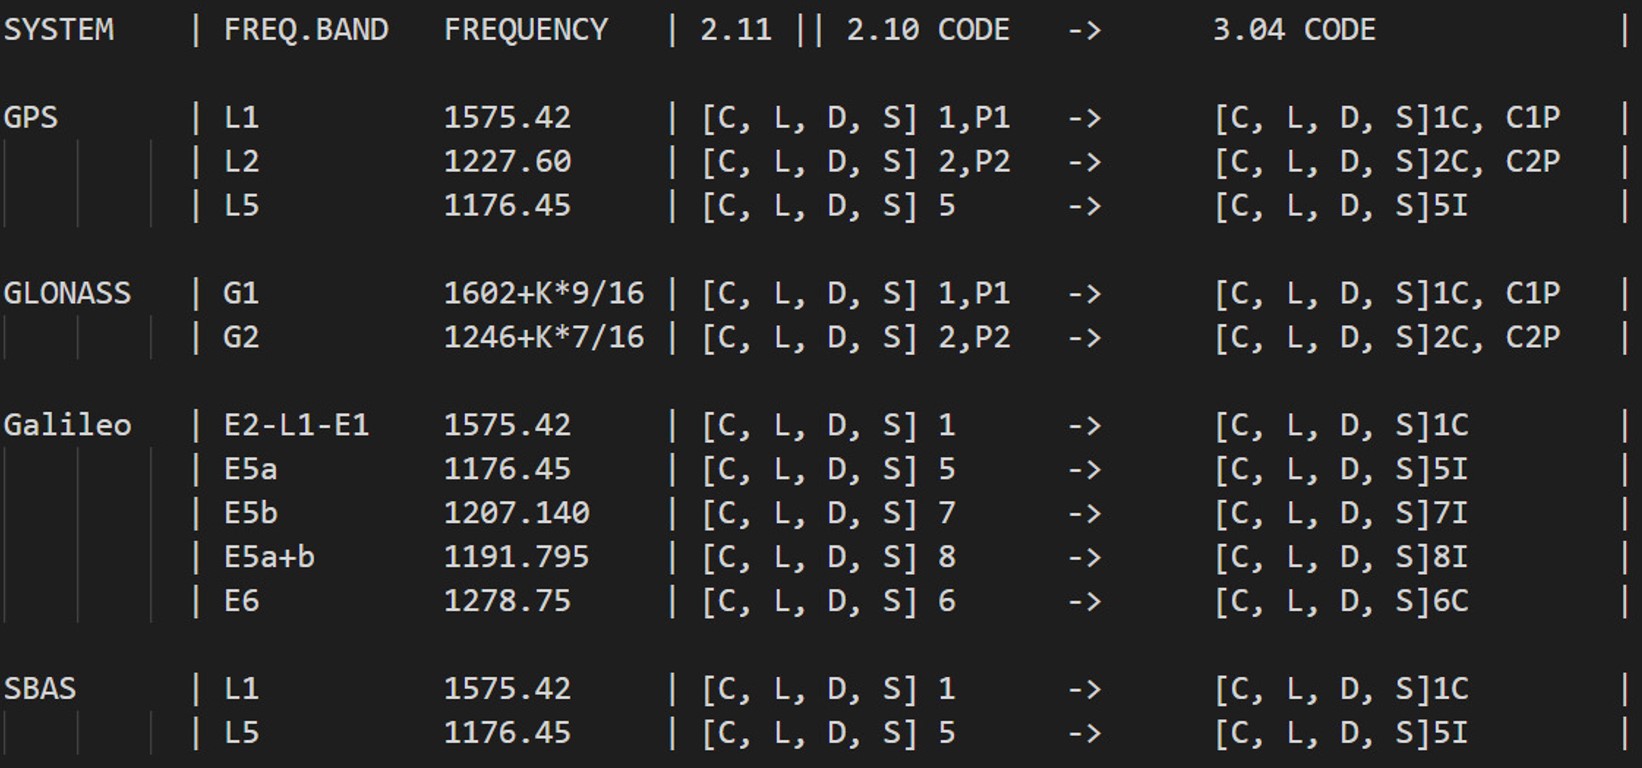 SYSTEM | FREQ.BAND FREQUENCY | 2.11 || 2.10 CODE -> 3.04 CODE |
GPS | L1 1575.42 | [C, L, D, S] 1,P1 -> [C, L, D, S]1C, C1P |
| L2 1227.60 | [C, L, D, S] 2,P2 -> [C, L, D, S]2C, C2P |
| L5 1176.45 | [C, L, D, S] 5 -> [C, L, D, S]5I |
GLONASS | G1 1602+K*9/16 | [C, L, D, S] 1,P1 -> [C, L, D, S]1C, C1P |
| G2 1246+K*7/16 | [C, L, D, S] 2,P2 -> [C, L, D, S]2C, C2P |
Galileo | E2-L1-E1 1575.42 | [C, L, D, S] 1 -> [C, L, D, S]1C |
| E5a 1176.45 | [C, L, D, S] 5 -> [C, L, D, S]5I |
| E5b 1207.140 | [C, L, D, S] 7 -> [C, L, D, S]7I |
| E5a+b 1191.795 | [C, L, D, S] 8 -> [C, L, D, S]8I |
| E6 1278.75 | [C, L, D, S] 6 -> [C, L, D, S]6C |
SBAS | L1 1575.42 | [C, L, D, S] 1 -> [C, L, D, S]1C |
| L5 1176.45 | [C, L, D, S] 5 -> [C, L, D, S]5I |